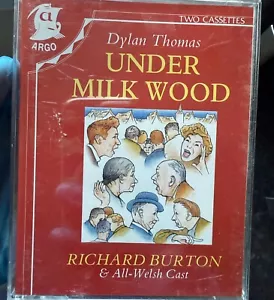 TWO CASSETTES
a
ARGO
Dylan Thomas
UNDER
MILK WOOD
RICHARD BURTON
& All-Welsh Cast